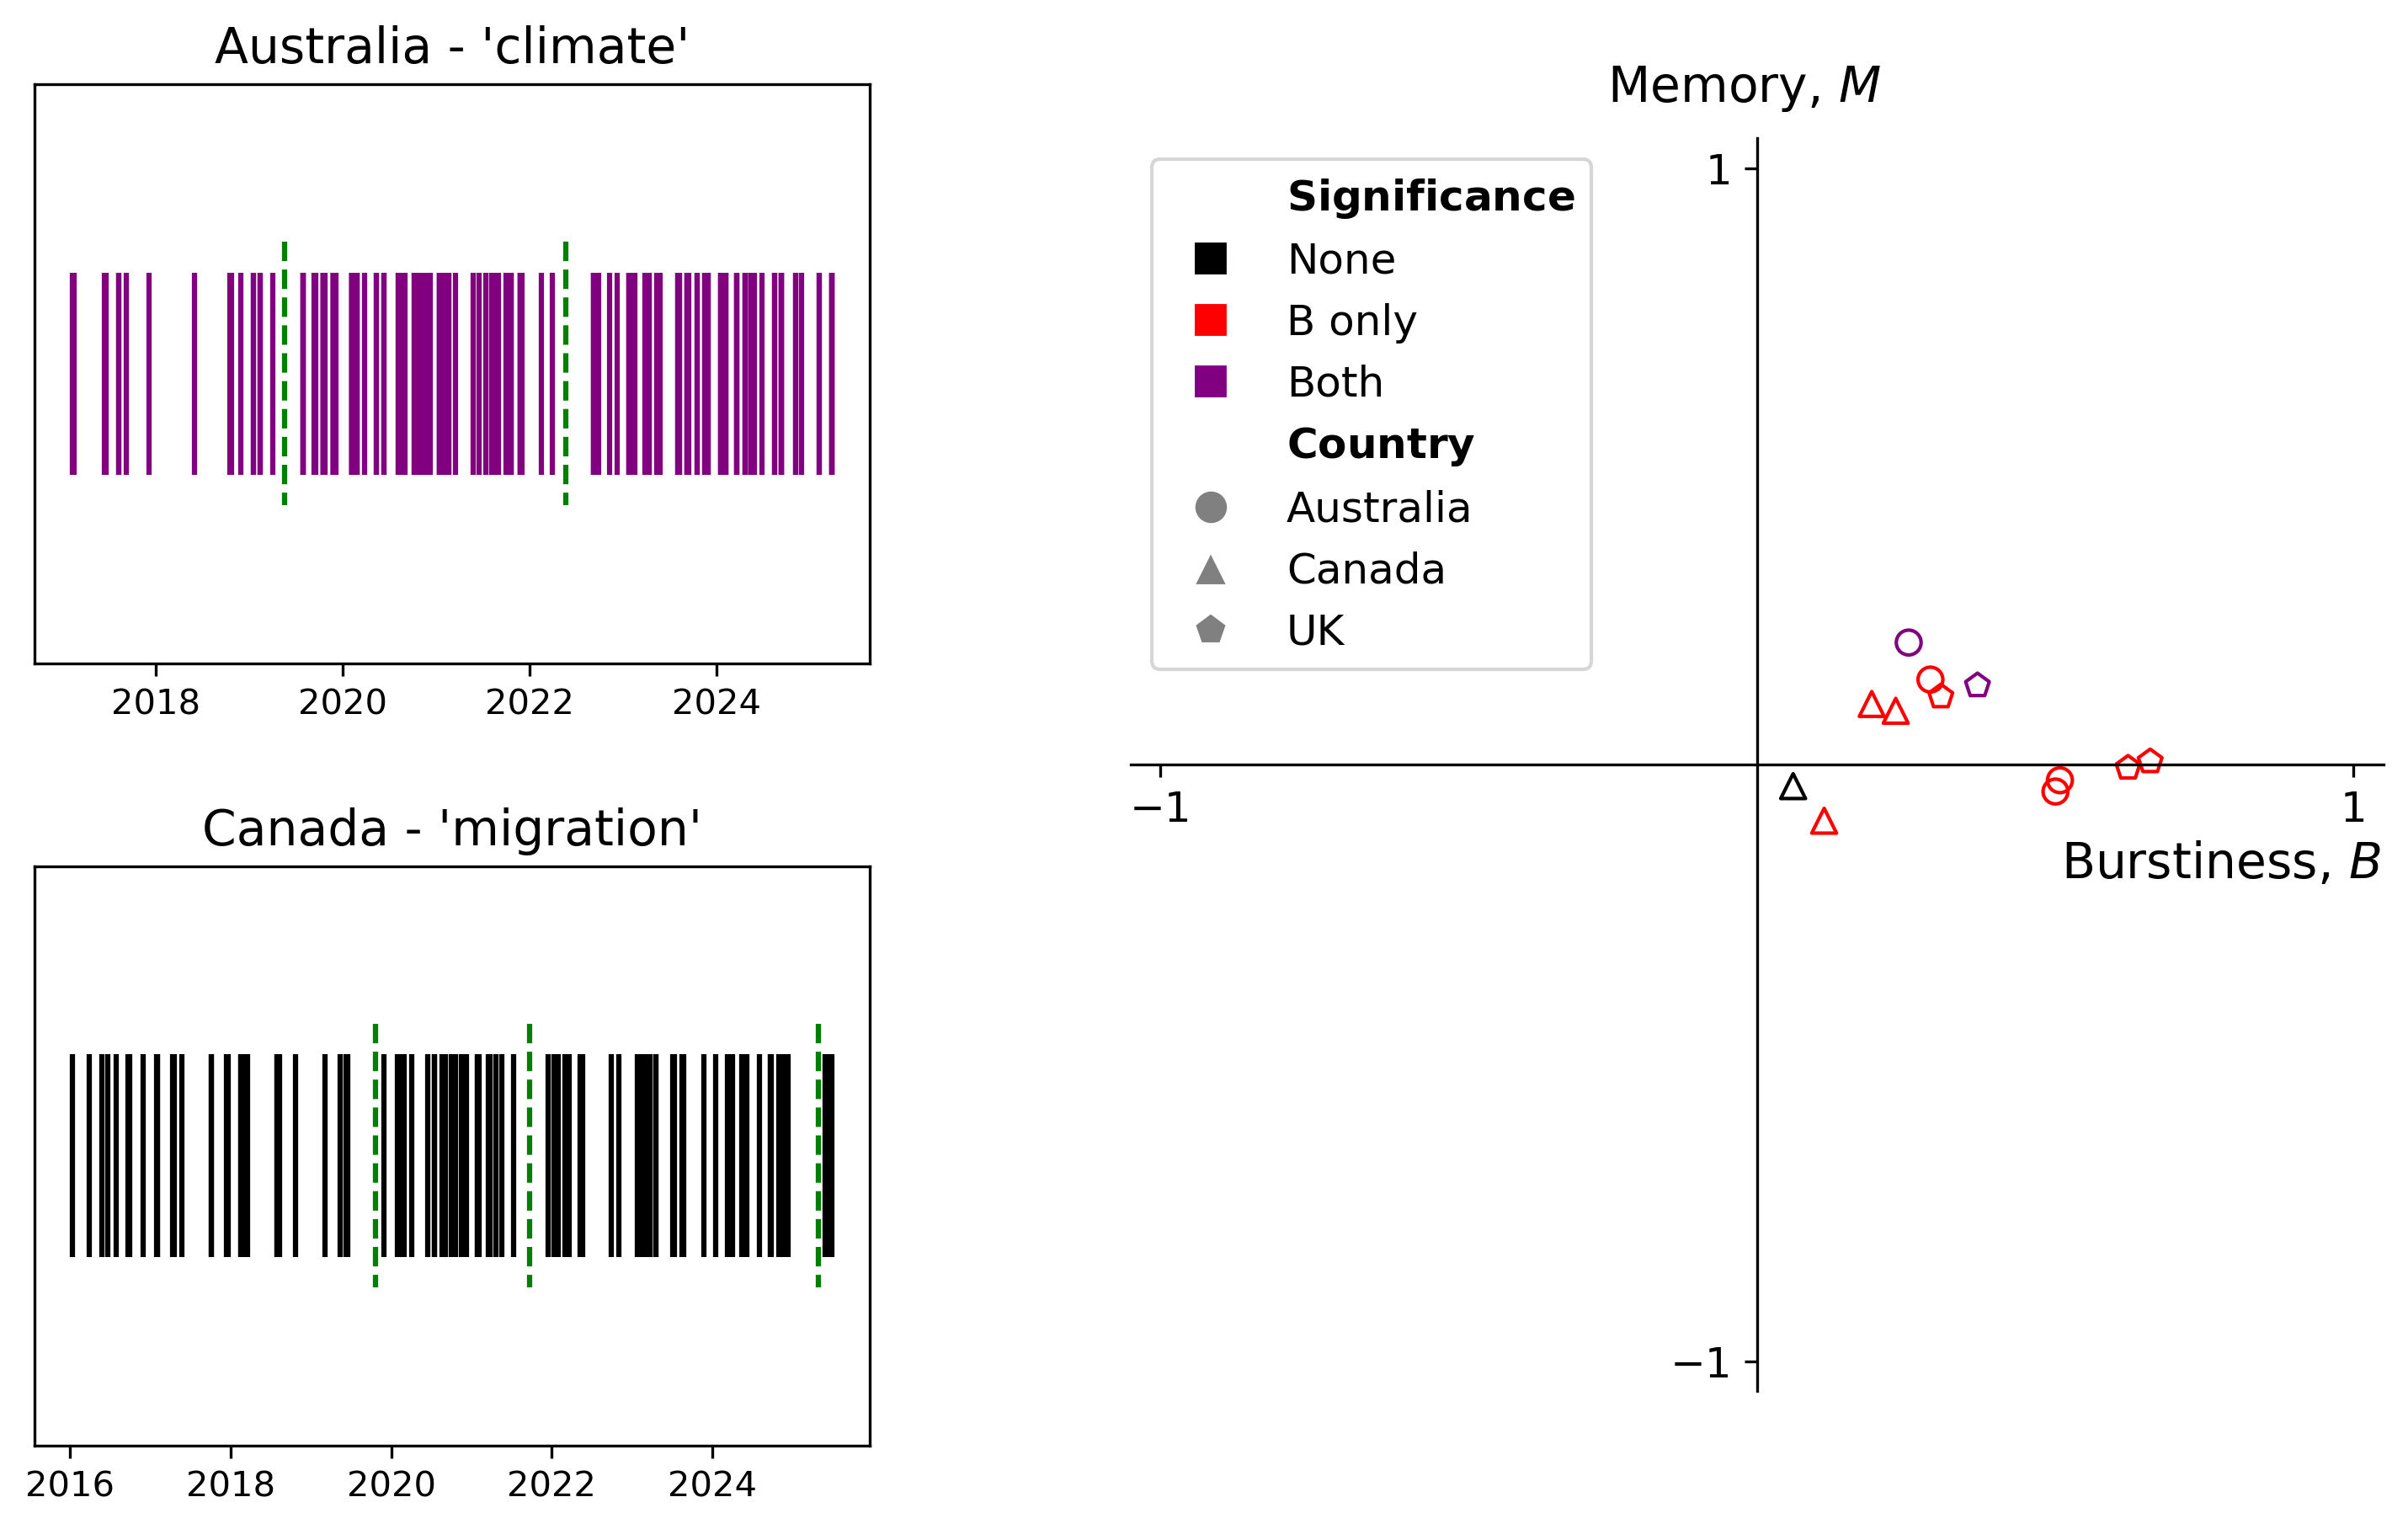 Australia - 'climate'
2018 2020 2022 2024
Canada - 'migration'
2016 2018 2020 2022 2024
Memory, M
1
Significance
None
B only
Both
Country
Australia
Canada
UK
−1
1
Burstiness, B
−1